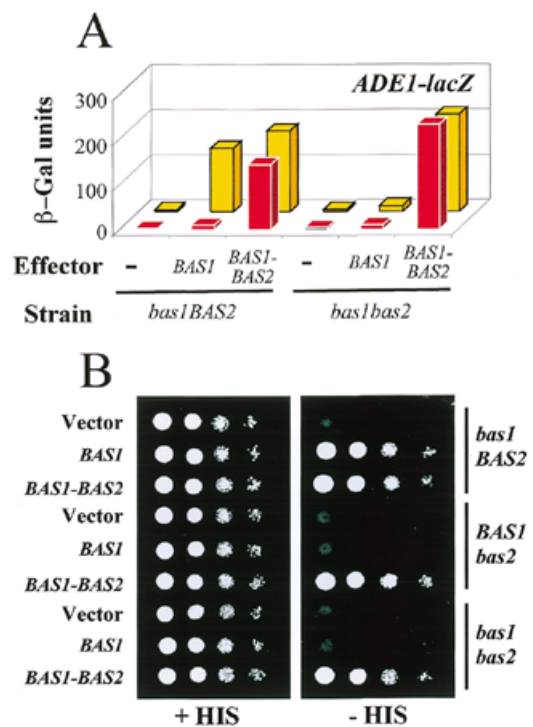 A
ADE1-lacZ
β-Gal units
300
200
100
0
Effector - BAS1 BAS1-BAS2 - BAS1 BAS1-BAS2
Strain bas1BAS2 bas1bas2
B
Vector
BAS1
BAS1-BAS2
Vector
BAS1
BAS1-BAS2
Vector
BAS1
BAS1-BAS2
bas1
BAS2
BAS1
bas2
bas1
bas2
+ HIS - HIS